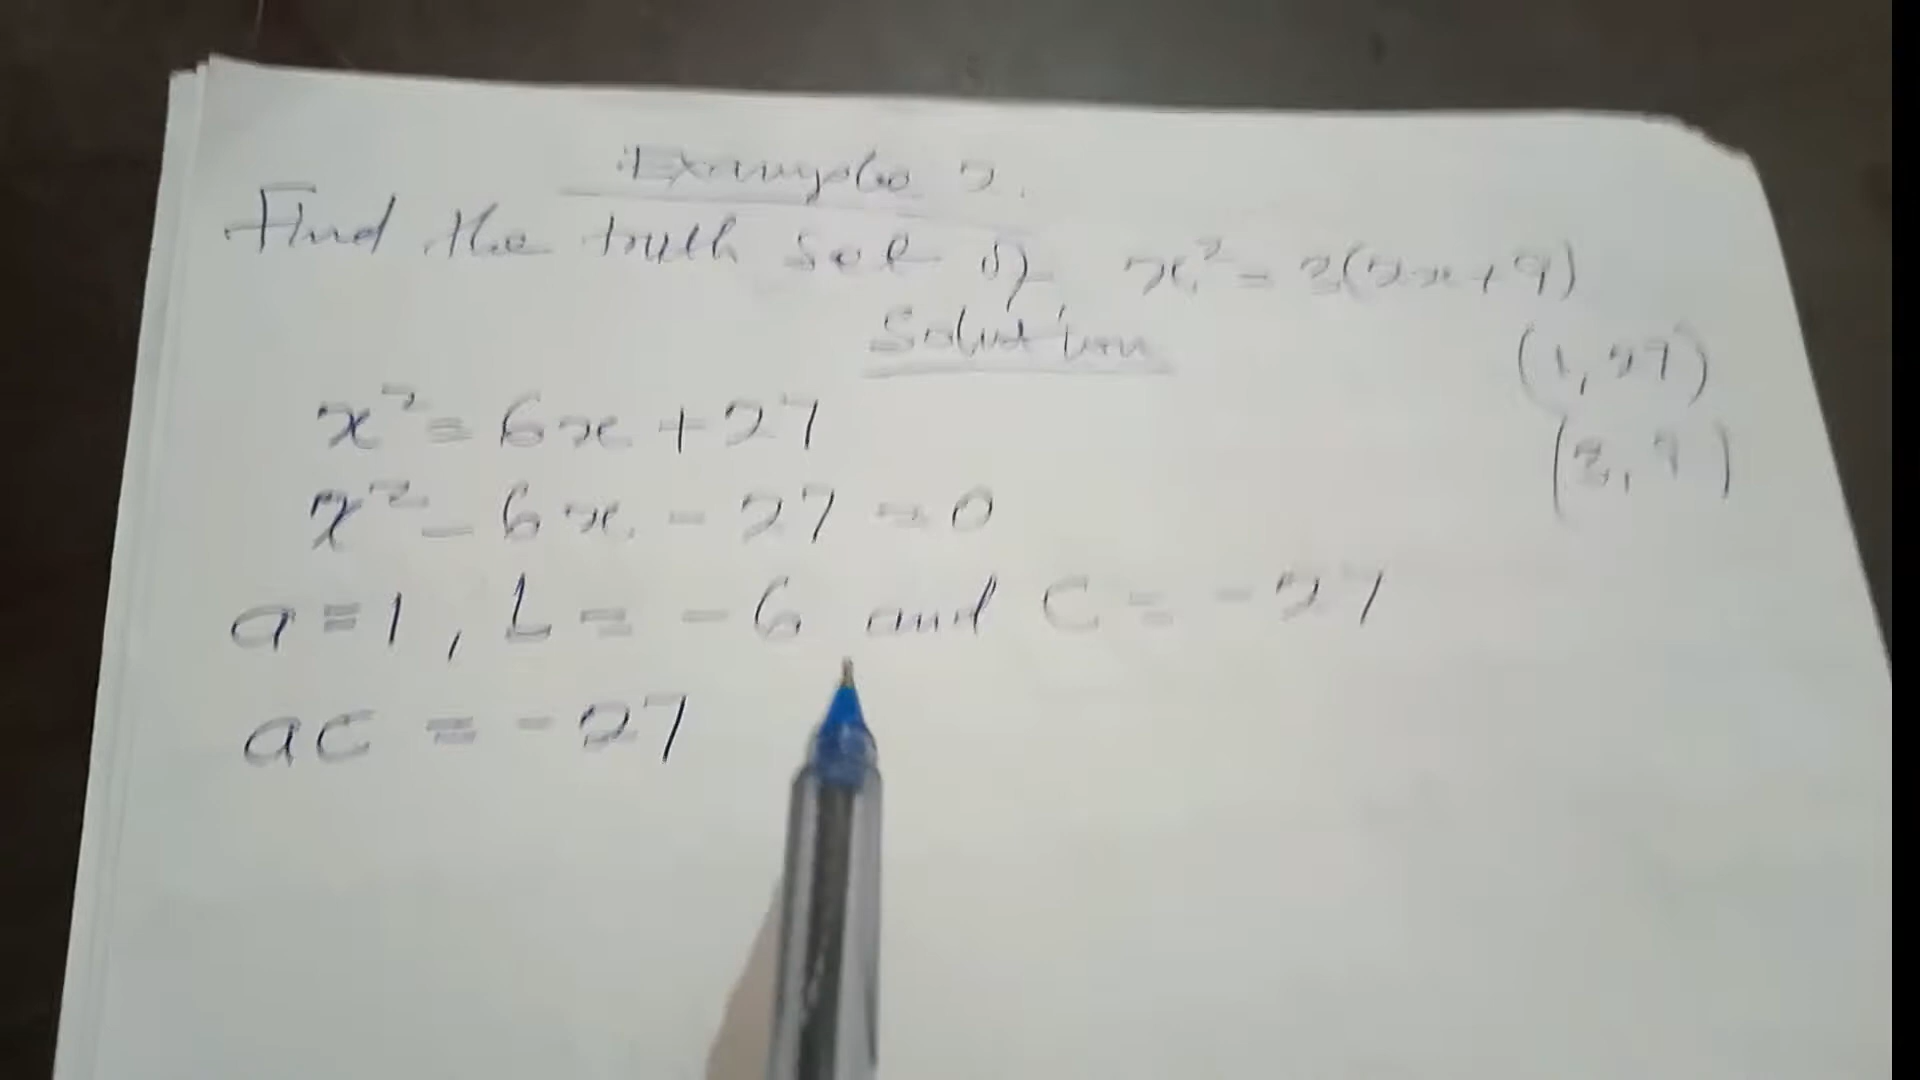 Example 2.
Find the truth set of x² = 3(2x+9)
Solution
(1, 27)
x² = 6x + 27
(3, 9)
x² - 6x - 27 = 0
a = 1, b = -6 and c = -27
ac = -27